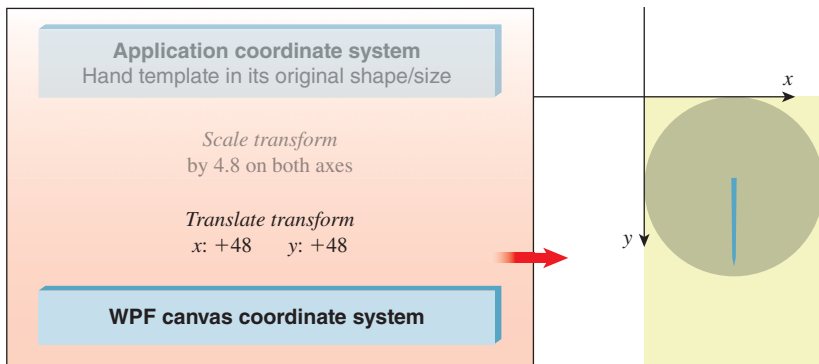 Application coordinate system
Hand template in its original shape/size
Scale transform
by 4.8 on both axes
Translate transform
x: +48 y: +48
WPF canvas coordinate system
x
y